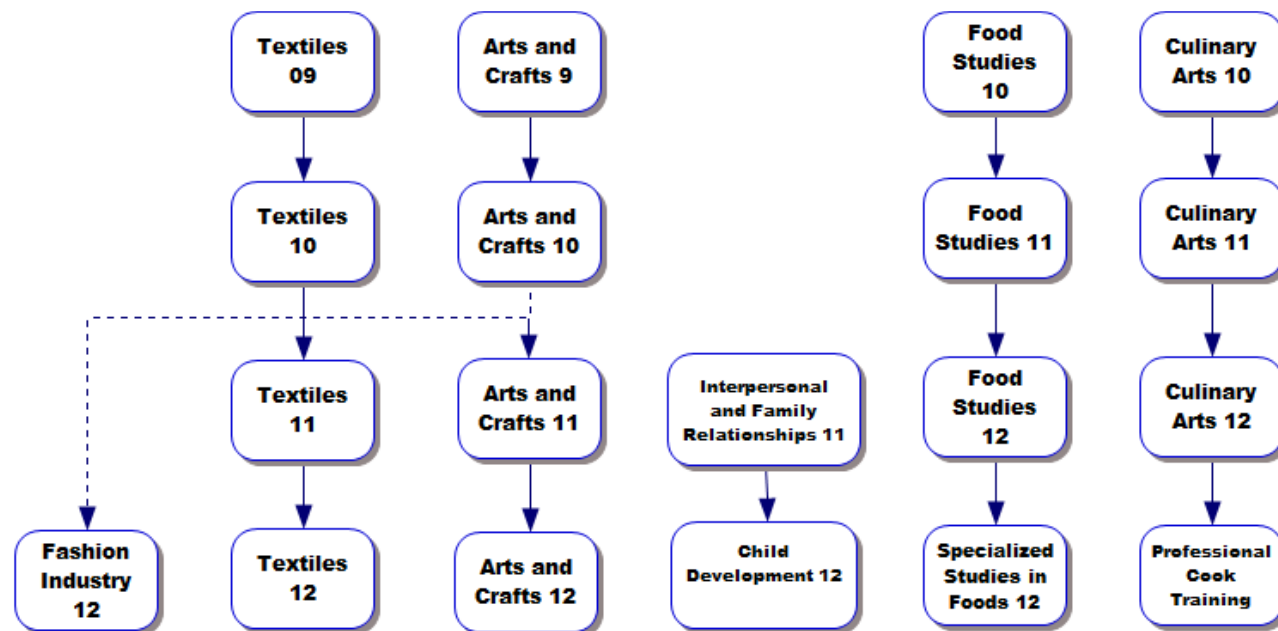 Textiles
09
Arts and
Crafts 9
Food
Studies
10
Culinary
Arts 10
Textiles
10
Arts and
Crafts 10
Food
Studies 11
Culinary
Arts 11
Textiles
11
Arts and
Crafts 11
Interpersonal
and Family
Relationships 11
Food
Studies
12
Culinary
Arts 12
Fashion
Industry
12
Textiles
12
Arts and
Crafts 12
Child
Development 12
Specialized
Studies in
Foods 12
Professional
Cook
Training